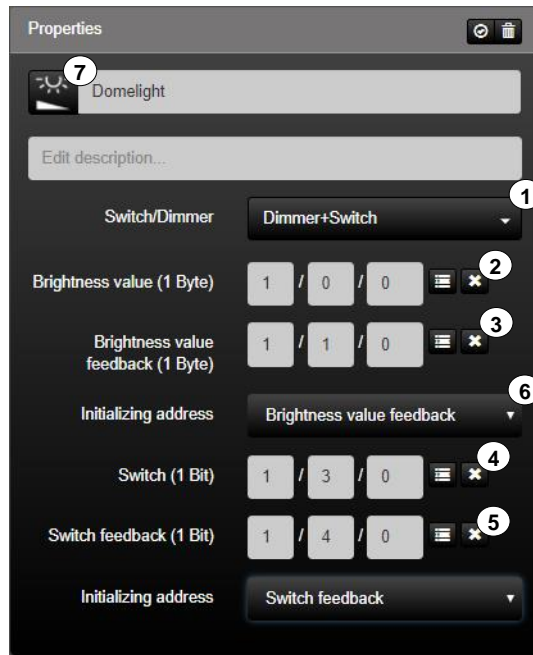 Properties
7
Domelight
Edit description...
1
Switch/Dimmer Dimmer+Switch
2
Brightness value (1 Byte) 1 / 0 / 0
3
Brightness value
feedback (1 Byte) 1 / 1 / 0
6
Initializing address Brightness value feedback
4
Switch (1 Bit) 1 / 3 / 0
5
Switch feedback (1 Bit) 1 / 4 / 0
Initializing address Switch feedback